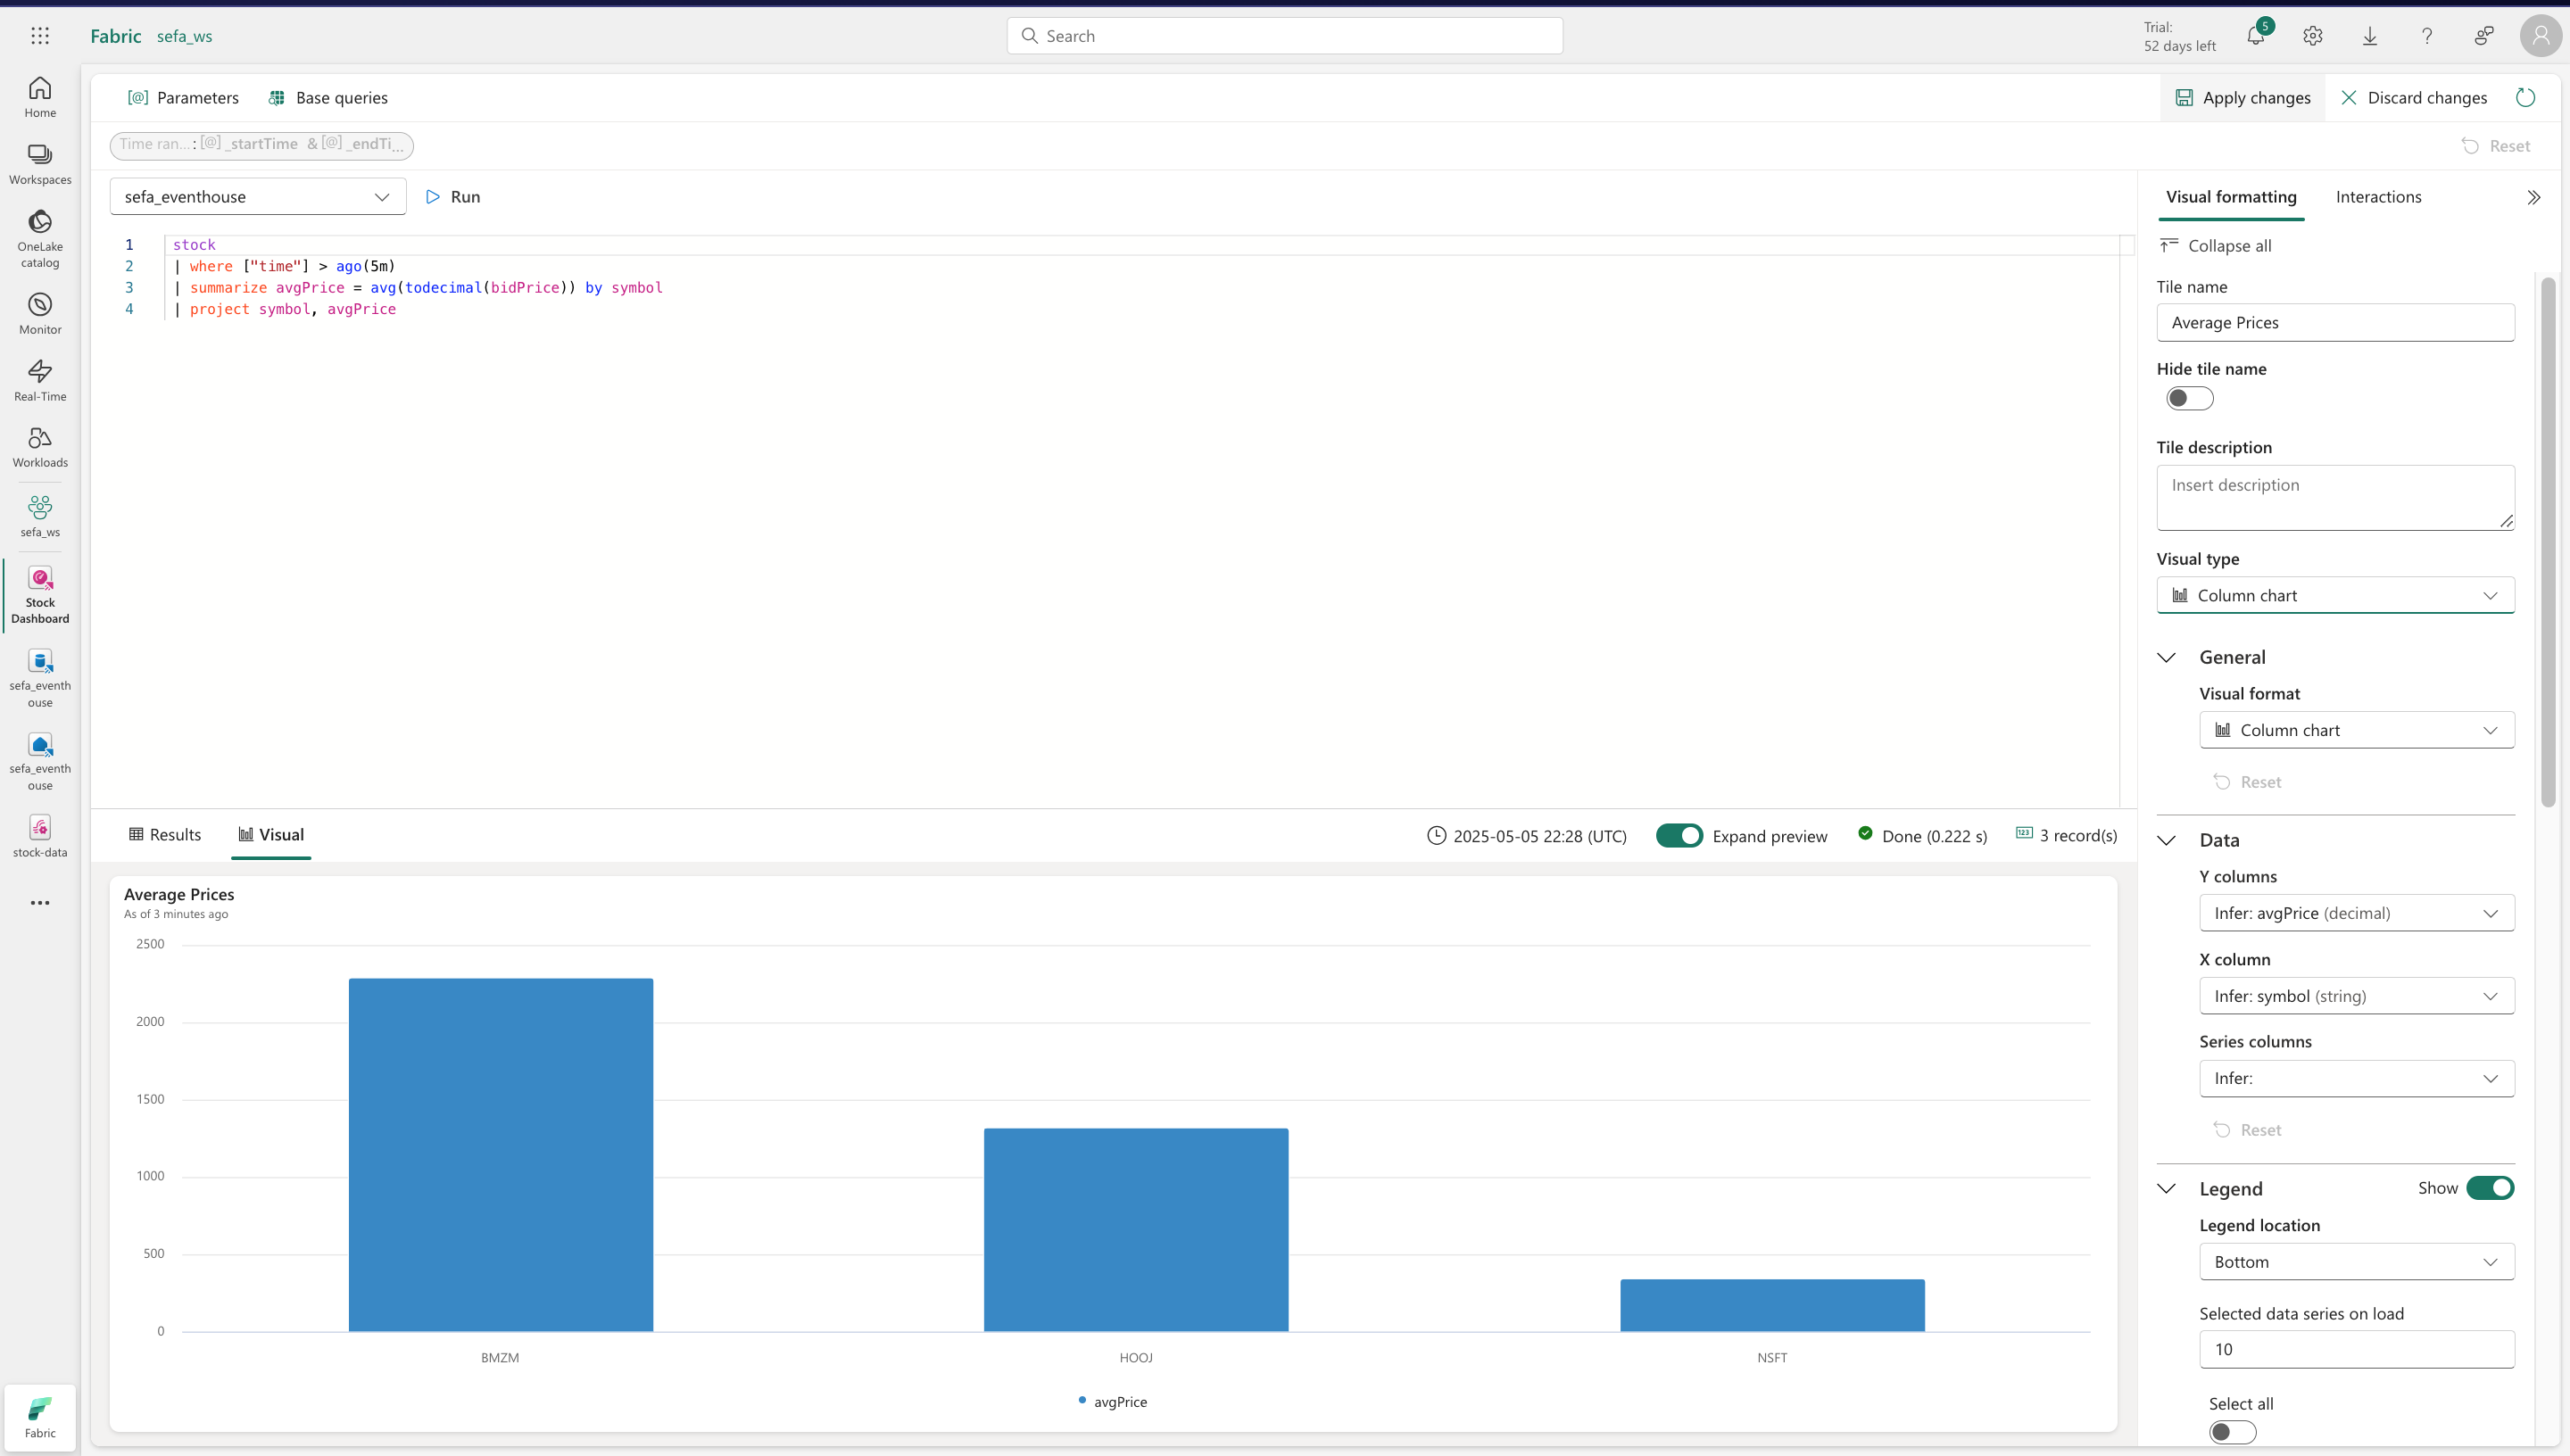 Fabric sefa_ws
Search
Trial:
52 days left
5
Home
Workspaces
OneLake
catalog
Monitor
Real-Time
Workloads
sefa_ws
Stock
Dashboard
sefa_eventh
ouse
sefa_eventh
ouse
stock-data
Fabric
Parameters Base queries
Apply changes Discard changes
Time ran...: [@] _startTime & [@] _endTi...
Reset
sefa_eventhouse Run
1 stock
2 | where ["time"] > ago(5m)
3 | summarize avgPrice = avg(todecimal(bidPrice)) by symbol
4 | project symbol, avgPrice
Results Visual
2025-05-05 22:28 (UTC) Expand preview Done (0.222 s) 3 record(s)
Average Prices
As of 3 minutes ago
2500
2000
1500
1000
500
0
BMZM HOOJ NSFT
avgPrice
Visual formatting Interactions
Collapse all
Tile name
Average Prices
Hide tile name
Tile description
Insert description
Visual type
Column chart
General
Visual format
Column chart
Reset
Data
Y columns
Infer: avgPrice (decimal)
X column
Infer: symbol (string)
Series columns
Infer:
Reset
Legend Show
Legend location
Bottom
Selected data series on load
10
Select all